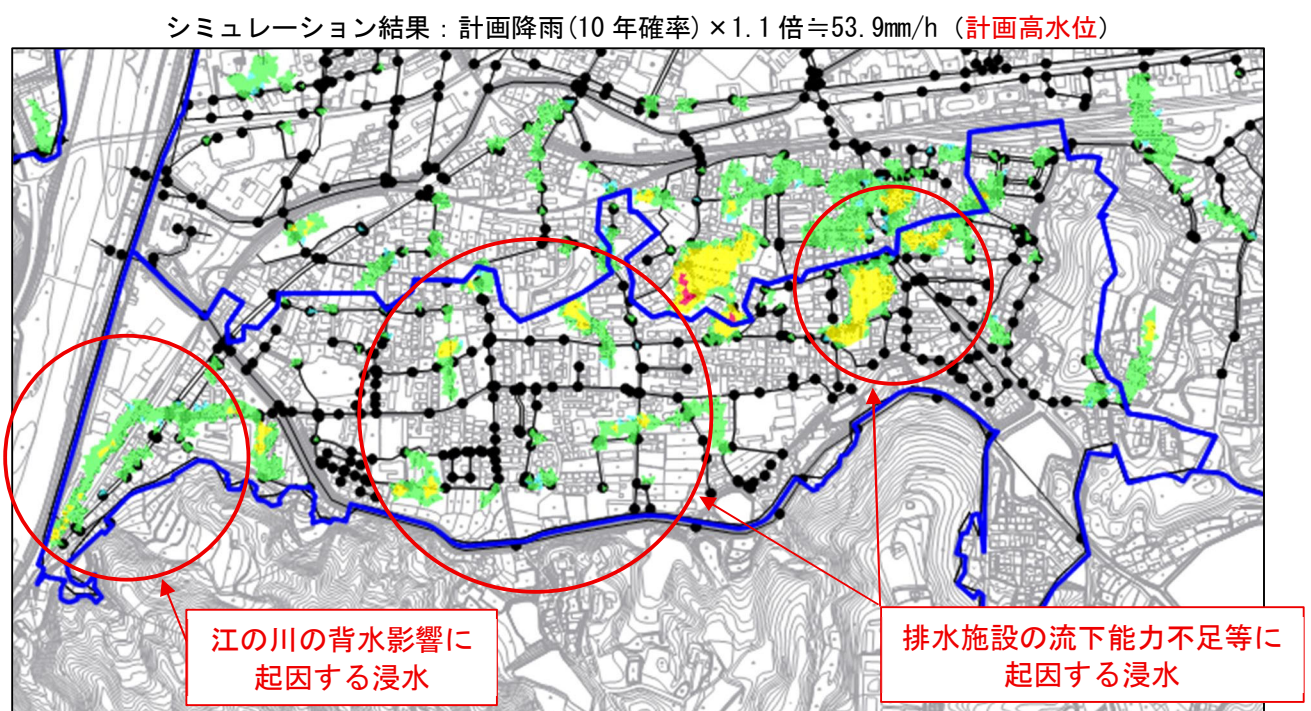 シミュレーション結果：計画降雨(10年確率)×1.1倍≒53.9mm/h（計画高水位）
江の川の背水影響に
起因する浸水
排水施設の流下能力不足等に
起因する浸水